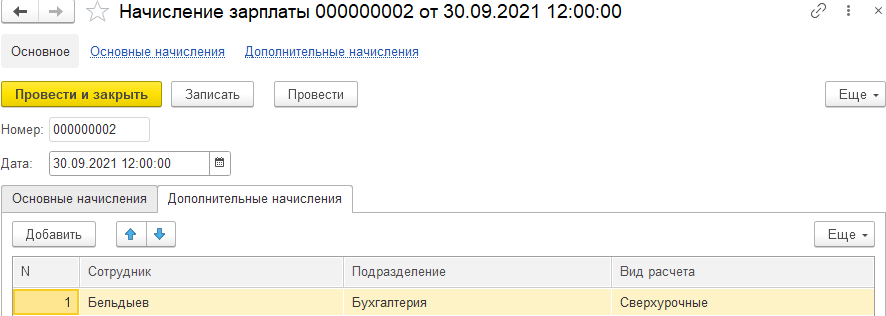 Начисление зарплаты 000000002 от 30.09.2021 12:00:00
Основное Основные начисления Дополнительные начисления
Провести и закрыть Записать Провести Еще
Номер: 000000002
Дата: 30.09.2021 12:00:00
Основные начисления Дополнительные начисления
Добавить Еще
N Сотрудник Подразделение Вид расчета
1 Бельдыев Бухгалтерия Сверхурочные